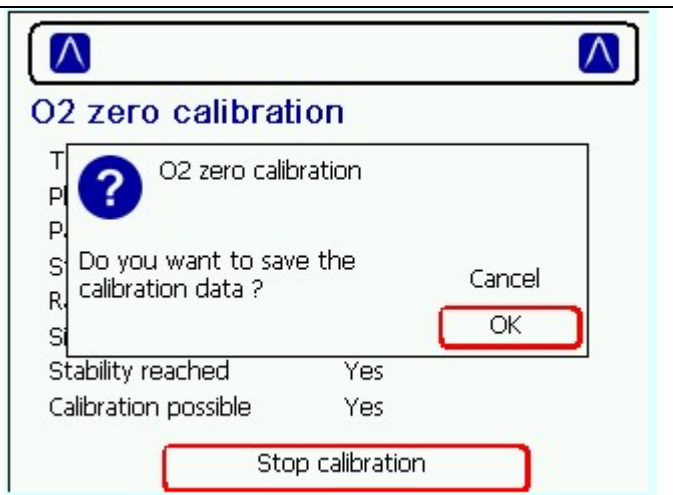 O2 zero calibration
O2 zero calibration
Do you want to save the
calibration data ?
Cancel
OK
Stability reached Yes
Calibration possible Yes
Stop calibration